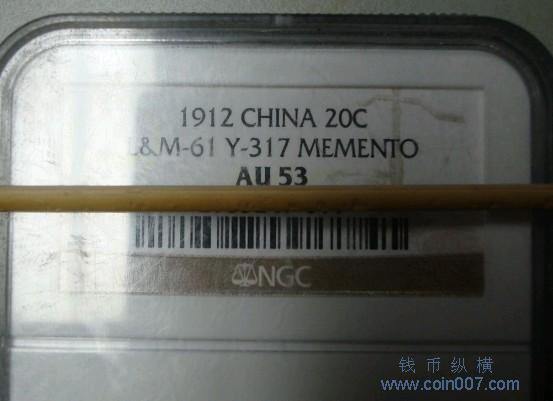 1912 CHINA 20C
L&M-61 Y-317 MEMENTO
AU 53
NGC
钱币纵横
www.coin007.com